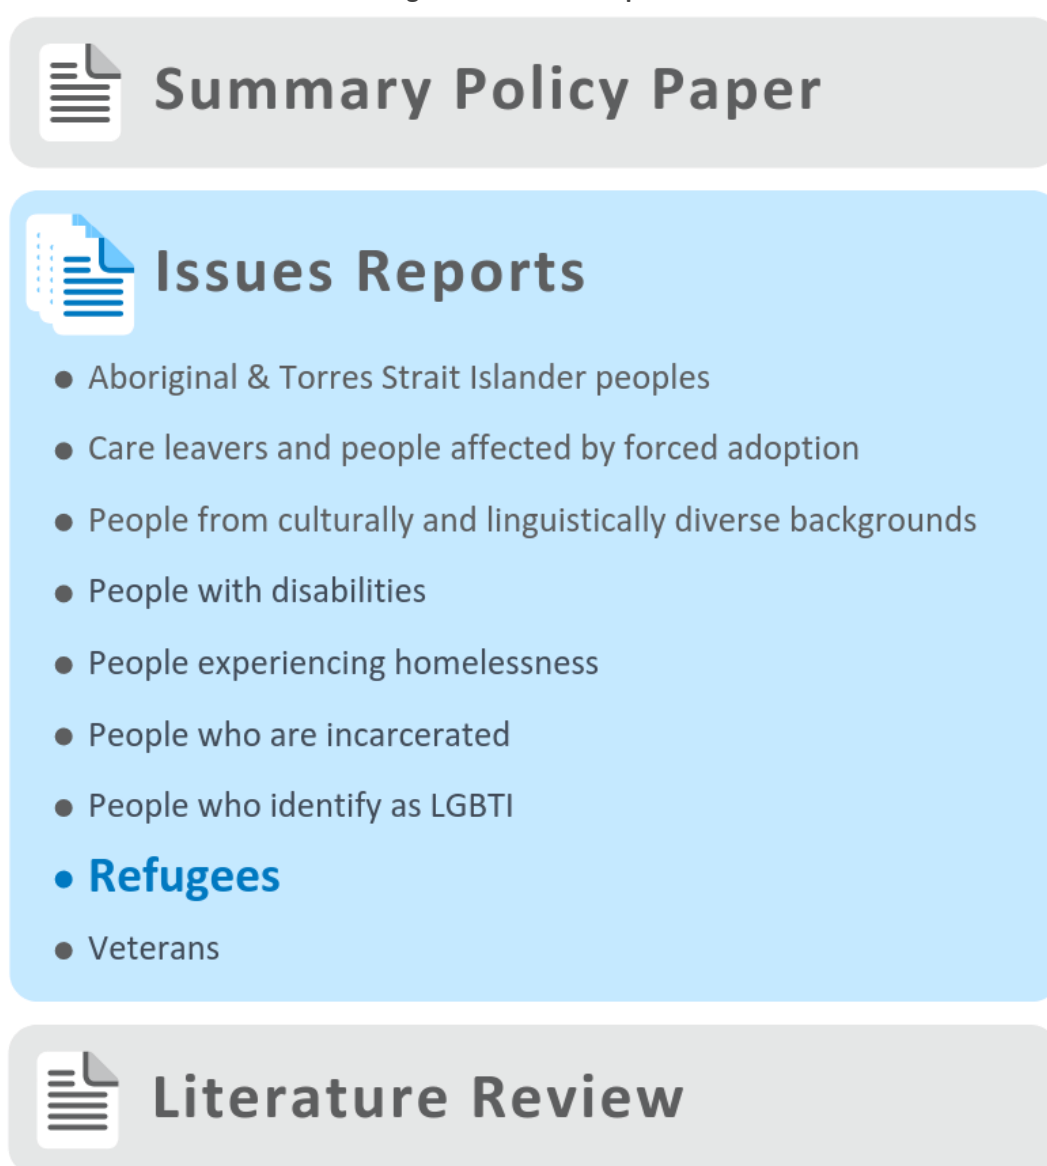 Summary Policy Paper
Issues Reports
• Aboriginal & Torres Strait Islander peoples
• Care leavers and people affected by forced adoption
• People from culturally and linguistically diverse backgrounds
• People with disabilities
• People experiencing homelessness
• People who are incarcerated
• People who identify as LGBTI
• Refugees
• Veterans
Literature Review